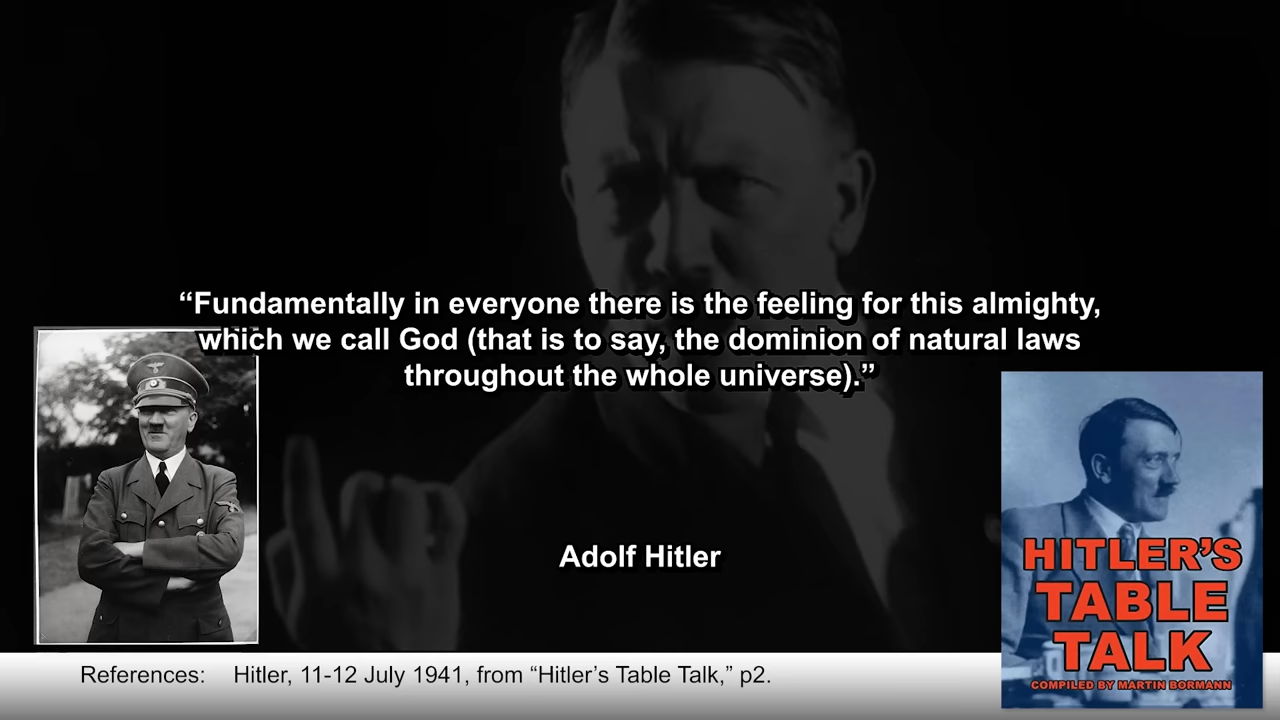 “Fundamentally in everyone there is the feeling for this almighty,
which we call God (that is to say, the dominion of natural laws
throughout the whole universe).”
Adolf Hitler
HITLER’S
TABLE
TALK
COMPILED BY MARTIN BORMANN
References: Hitler, 11-12 July 1941, from “Hitler’s Table Talk,” p2.